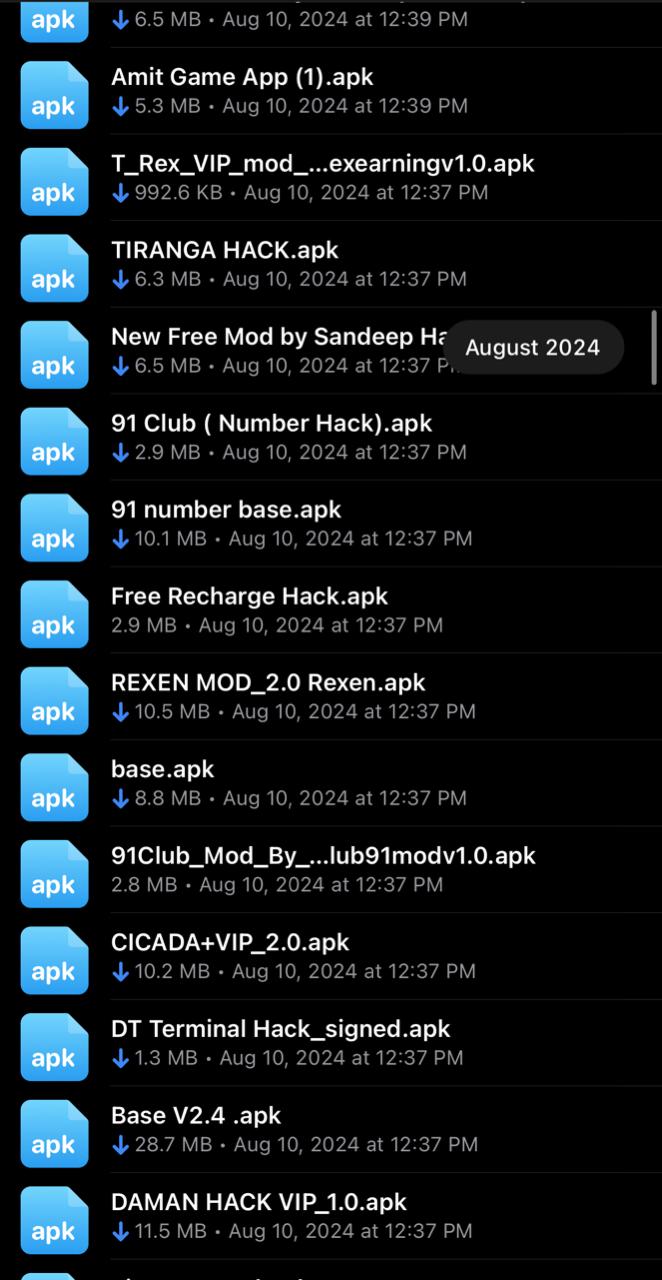 6.5 MB • Aug 10, 2024 at 12:39 PM
apk
Amit Game App (1).apk
5.3 MB • Aug 10, 2024 at 12:39 PM
apk
T_Rex_VIP_mod_...exearningv1.0.apk
992.6 KB • Aug 10, 2024 at 12:37 PM
apk
TIRANGA HACK.apk
6.3 MB • Aug 10, 2024 at 12:37 PM
apk
New Free Mod by Sandeep
August 2024
6.5 MB • Aug 10, 2024 at 12:37
apk
91 Club ( Number Hack).apk
2.9 MB • Aug 10, 2024 at 12:37 PM
apk
91 number base.apk
10.1 MB • Aug 10, 2024 at 12:37 PM
apk
Free Recharge Hack.apk
2.9 MB • Aug 10, 2024 at 12:37 PM
apk
REXEN MOD_2.0 Rexen.apk
10.5 MB • Aug 10, 2024 at 12:37 PM
apk
base.apk
8.8 MB • Aug 10, 2024 at 12:37 PM
apk
91Club_Mod_By_...lub91modv1.0.apk
2.8 MB • Aug 10, 2024 at 12:37 PM
apk
CICADA+VIP_2.0.apk
10.2 MB • Aug 10, 2024 at 12:37 PM
apk
DT Terminal Hack_signed.apk
1.3 MB • Aug 10, 2024 at 12:37 PM
apk
Base V2.4 .apk
28.7 MB • Aug 10, 2024 at 12:37 PM
apk
DAMAN HACK VIP_1.0.apk
11.5 MB • Aug 10, 2024 at 12:37 PM
apk